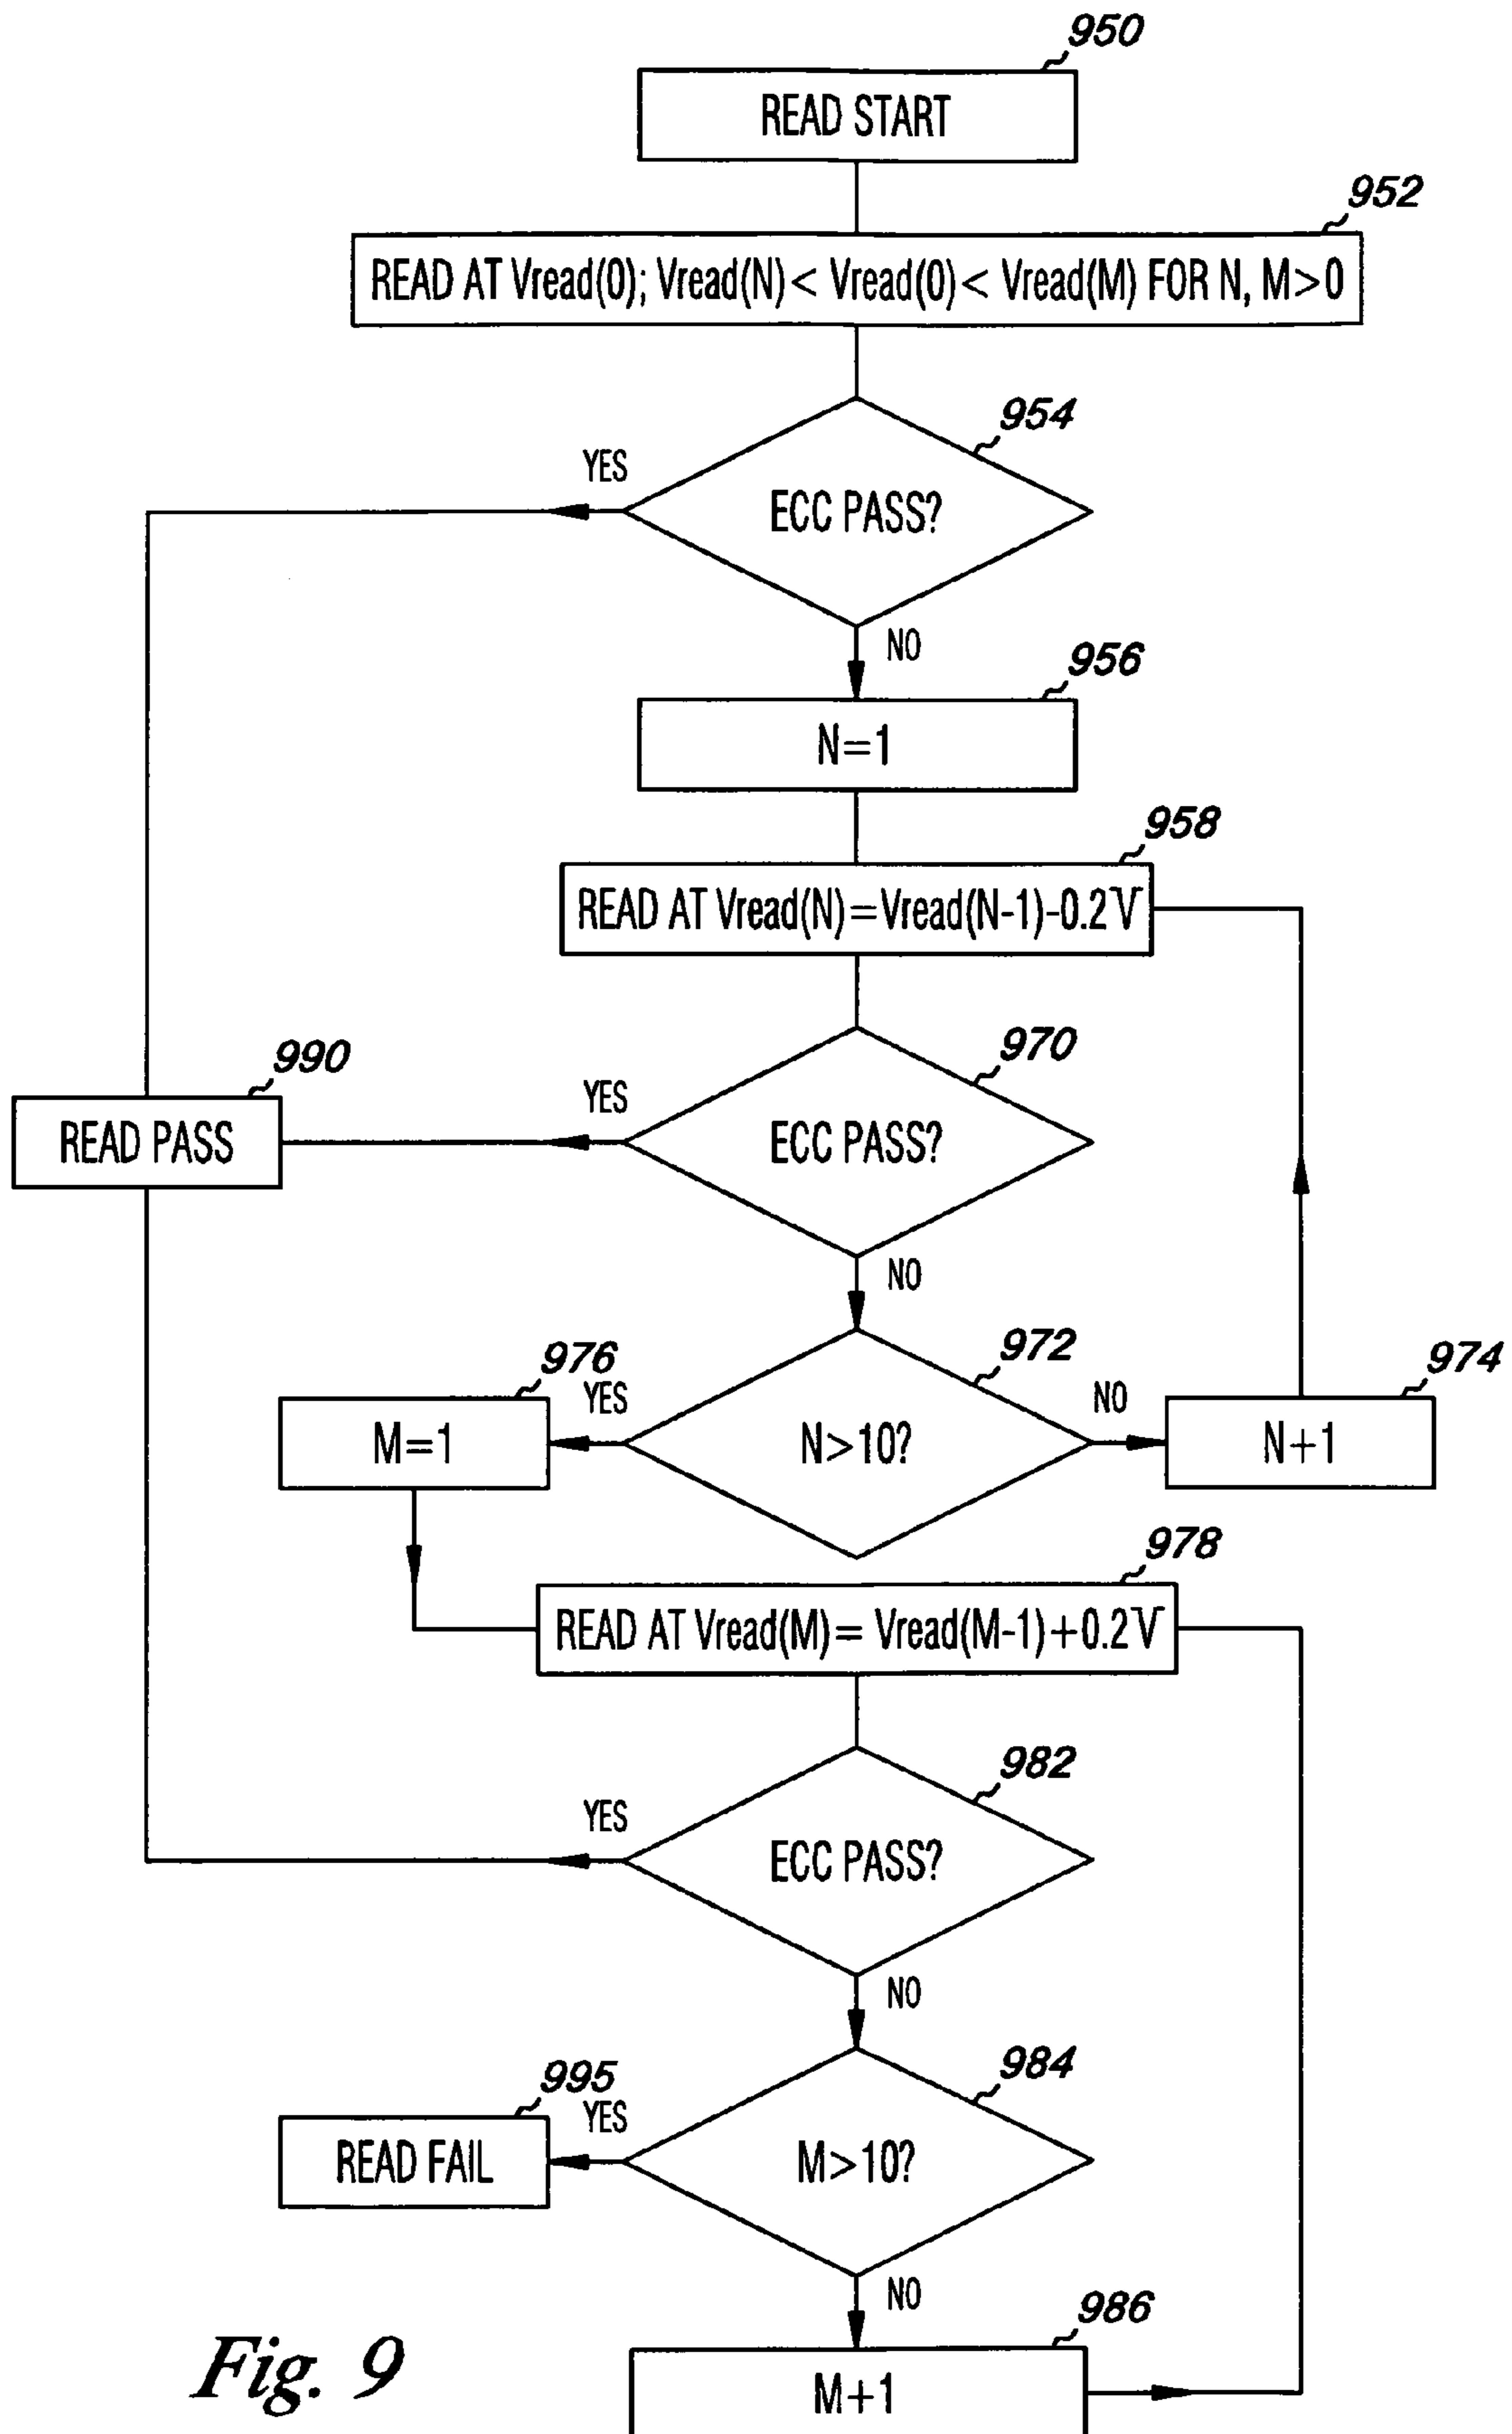 950
READ START
952
READ AT Vread(0); Vread(N) < Vread(0) < Vread(M) FOR N, M>0
954
YES
ECC PASS?
NO
956
N=1
958
READ AT Vread(N)=Vread(N-1)-0.2V
970
990
YES
READ PASS
ECC PASS?
NO
972
976
974
YES
NO
M=1
N>10?
N+1
978
READ AT Vread(M)= Vread(M-1)+0.2V
982
YES
ECC PASS?
NO
984
995
YES
READ FAIL
M>10?
NO
986
M+1
Fig. 9